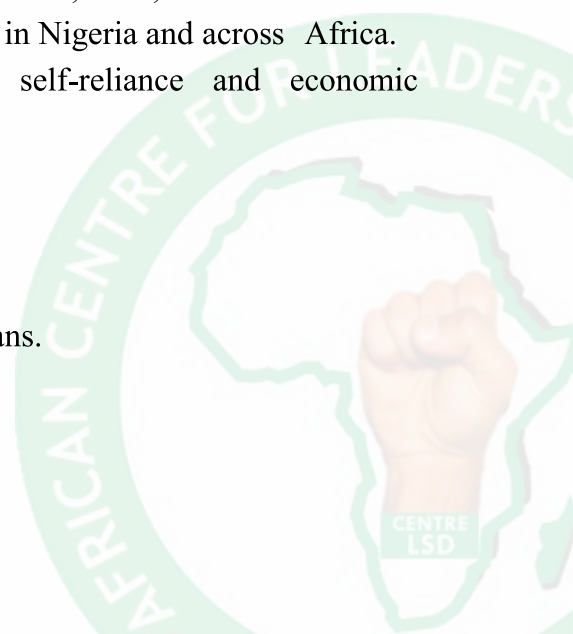 in Nigeria and across Africa.
self-reliance and economic
ans.
AFRICAN CENTRE FOR LEADERS
CENTRE
LSD